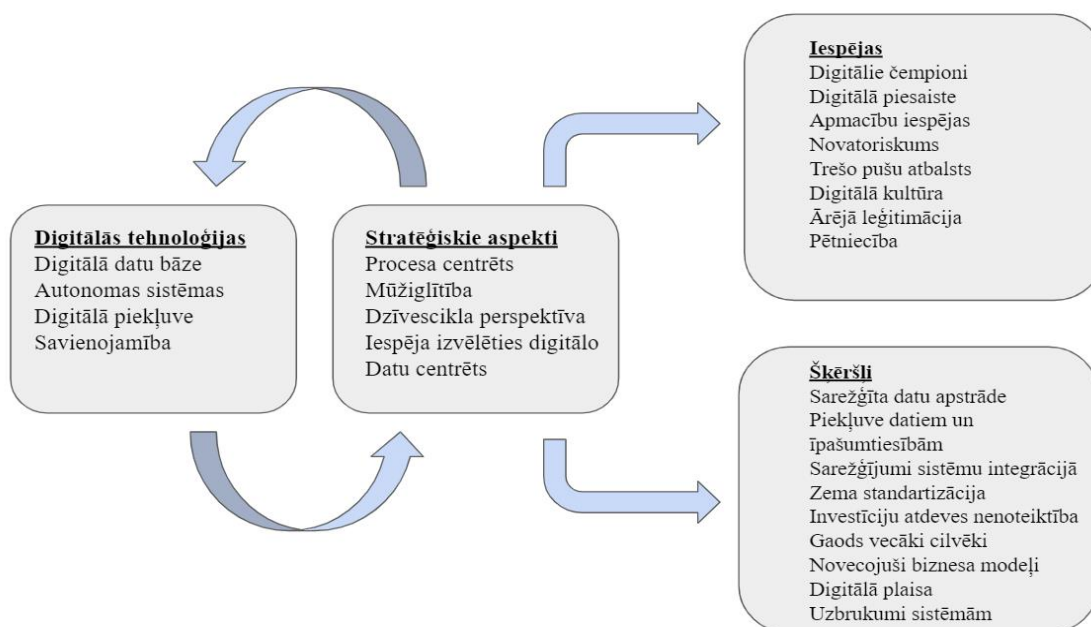 Digitālās tehnoloģijas
Digitālā datu bāze
Autonomas sistēmas
Digitālā piekļuve
Savienojamība
Stratēģiskie aspekti
Procesa centrēts
Mūžiglītība
Dzīvescikla perspektīva
Iespēja izvēlēties digitālo
Datu centrēts
Iespējas
Digitālie čempioni
Digitālā piesaiste
Apmacību iespējas
Novatoriskums
Trešo pušu atbalsts
Digitālā kultūra
Ārējā leģitimācija
Pētniecība
Šķēršļi
Sarežģīta datu apstrāde
Piekļuve datiem un
īpašumtiesībām
Sarežģījumi sistēmu integrācijā
Zema standartizācija
Investīciju atdeves nenoteiktība
Gaods vecāki cilvēki
Novecojuši biznesa modeļi
Digitālā plaisa
Uzbrukumi sistēmām